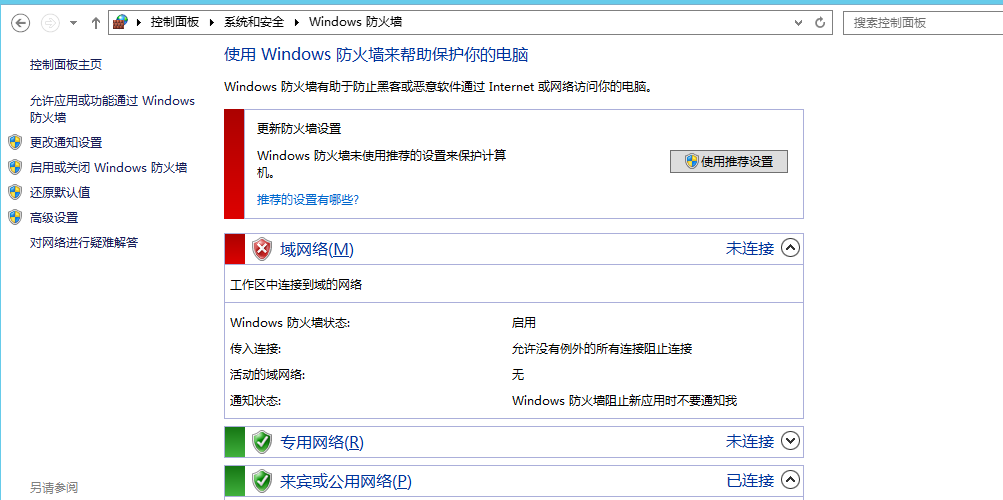 控制面板 系统和安全 Windows 防火墙
搜索控制面板
控制面板主页
允许应用或功能通过 Windows
防火墙
更改通知设置
启用或关闭 Windows 防火墙
还原默认值
高级设置
对网络进行疑难解答
另请参阅
使用 Windows 防火墙来帮助保护你的电脑
Windows 防火墙有助于防止黑客或恶意软件通过 Internet 或网络访问你的电脑。
更新防火墙设置
Windows 防火墙未使用推荐的设置来保护计算
机。
使用推荐设置
推荐的设置有哪些?
域网络(M) 未连接
工作区中连接到域的网络
Windows 防火墙状态: 启用
传入连接: 允许没有例外的所有连接阻止连接
活动的域网络: 无
通知状态: Windows 防火墙阻止新应用时不要通知我
专用网络(R) 未连接
来宾或公用网络(P) 已连接